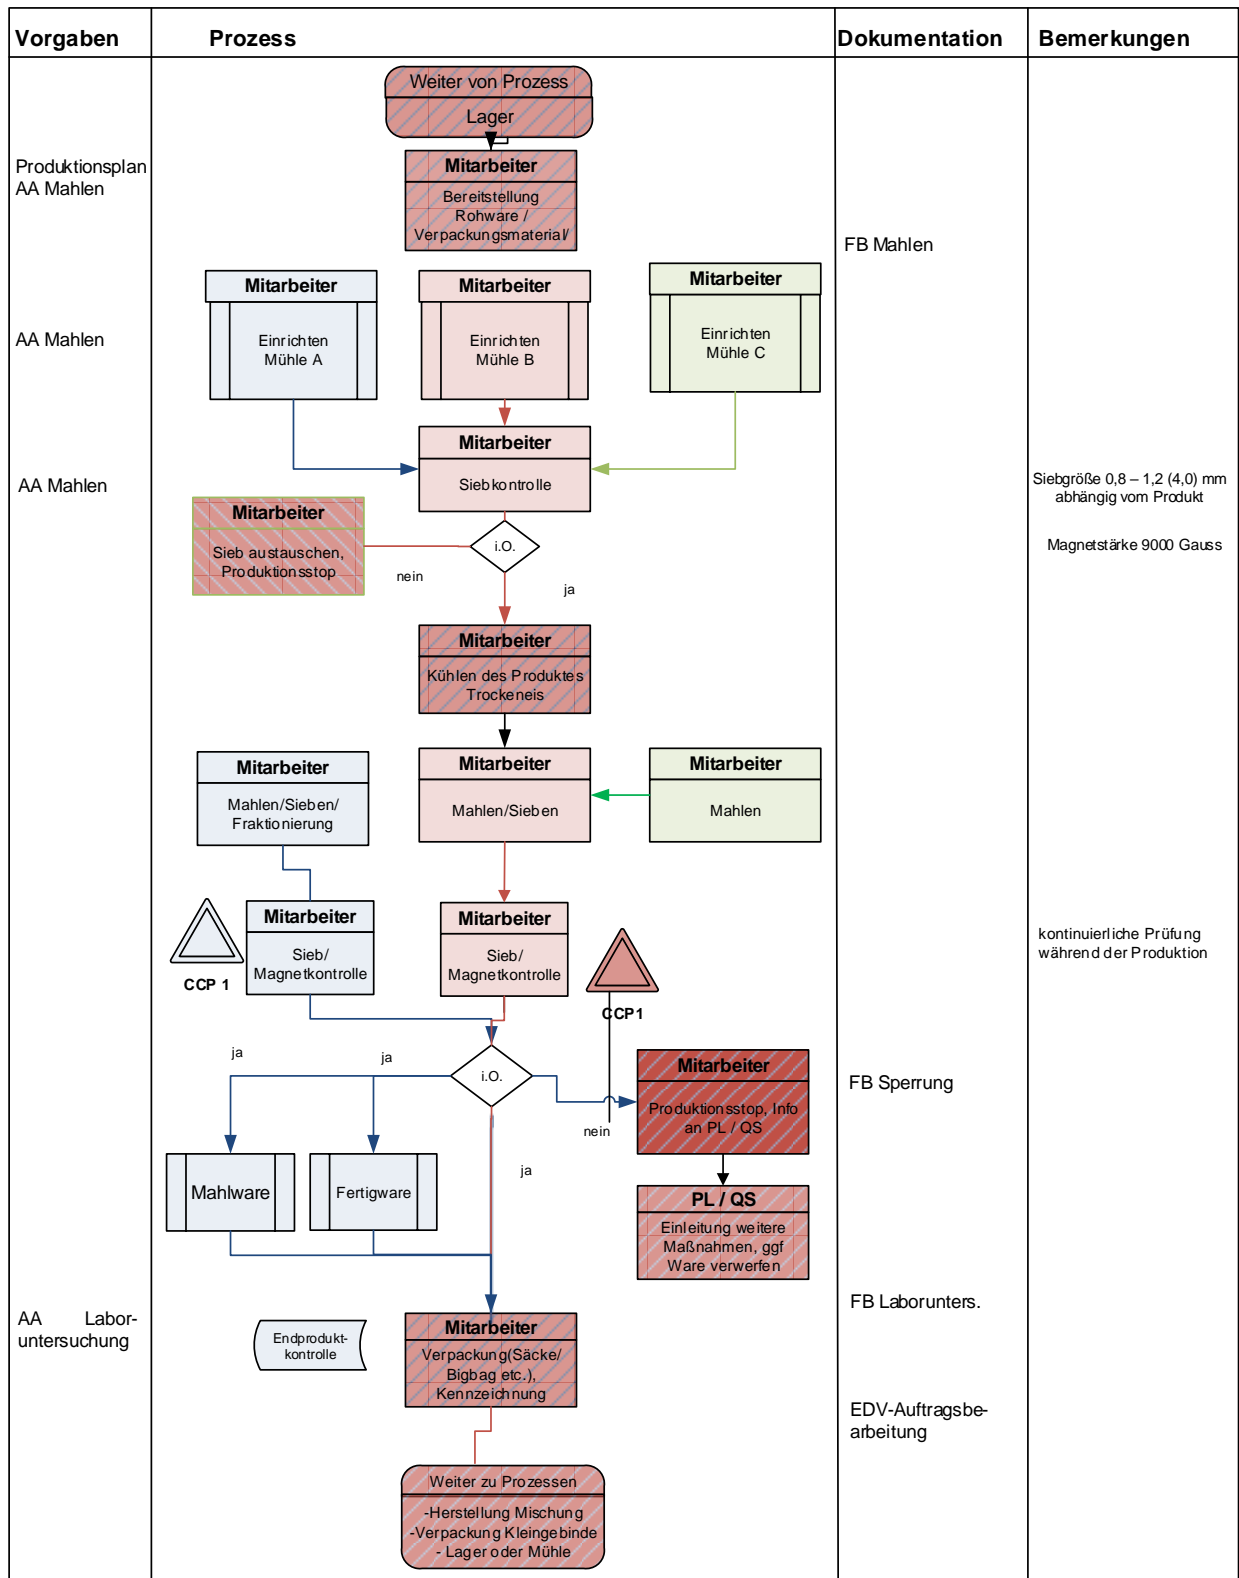 Vorgaben
Prozess
Dokumentation
Bemerkungen
Weiter von Prozess
Lager
Produktionsplan
AA Mahlen
Mitarbeiter
Bereitstellung
Rohware /
Verpackungsmaterial/
FB Mahlen
Mitarbeiter
Einrichten
Mühle A
Mitarbeiter
Einrichten
Mühle B
Mitarbeiter
Einrichten
Mühle C
AA Mahlen
Mitarbeiter
Siebkontrolle
AA Mahlen
Siebgröße 0,8 – 1,2 (4,0) mm
abhängig vom Produkt
Magnetstärke 9000 Gauss
Mitarbeiter
Sieb austauschen,
Produktionsstop
i.O.
nein
ja
Mitarbeiter
Kühlen des Produktes
Trockeneis
Mitarbeiter
Mahlen/Sieben/
Fraktionierung
Mitarbeiter
Mahlen/Sieben
Mitarbeiter
Mahlen
CCP 1
Mitarbeiter
Sieb/
Magnetkontrolle
Mitarbeiter
Sieb/
Magnetkontrolle
CCP1
kontinuierliche Prüfung
während der Produktion
ja
ja
i.O.
nein
ja
Mitarbeiter
Produktionsstop, Info
an PL / QS
FB Sperrung
Mahlware
Fertigware
PL / QS
Einleitung weitere
Maßnahmen, ggf
Ware verwerfen
AA Labor-
untersuchung
FB Laborunters.
Endprodukt-
kontrolle
Mitarbeiter
Verpackung(Säcke/
Bigbag etc.),
Kennzeichnung
EDV-Auftragsbe-
arbeitung
Weiter zu Prozessen
-Herstellung Mischung
-Verpackung Kleingebinde
- Lager oder Mühle